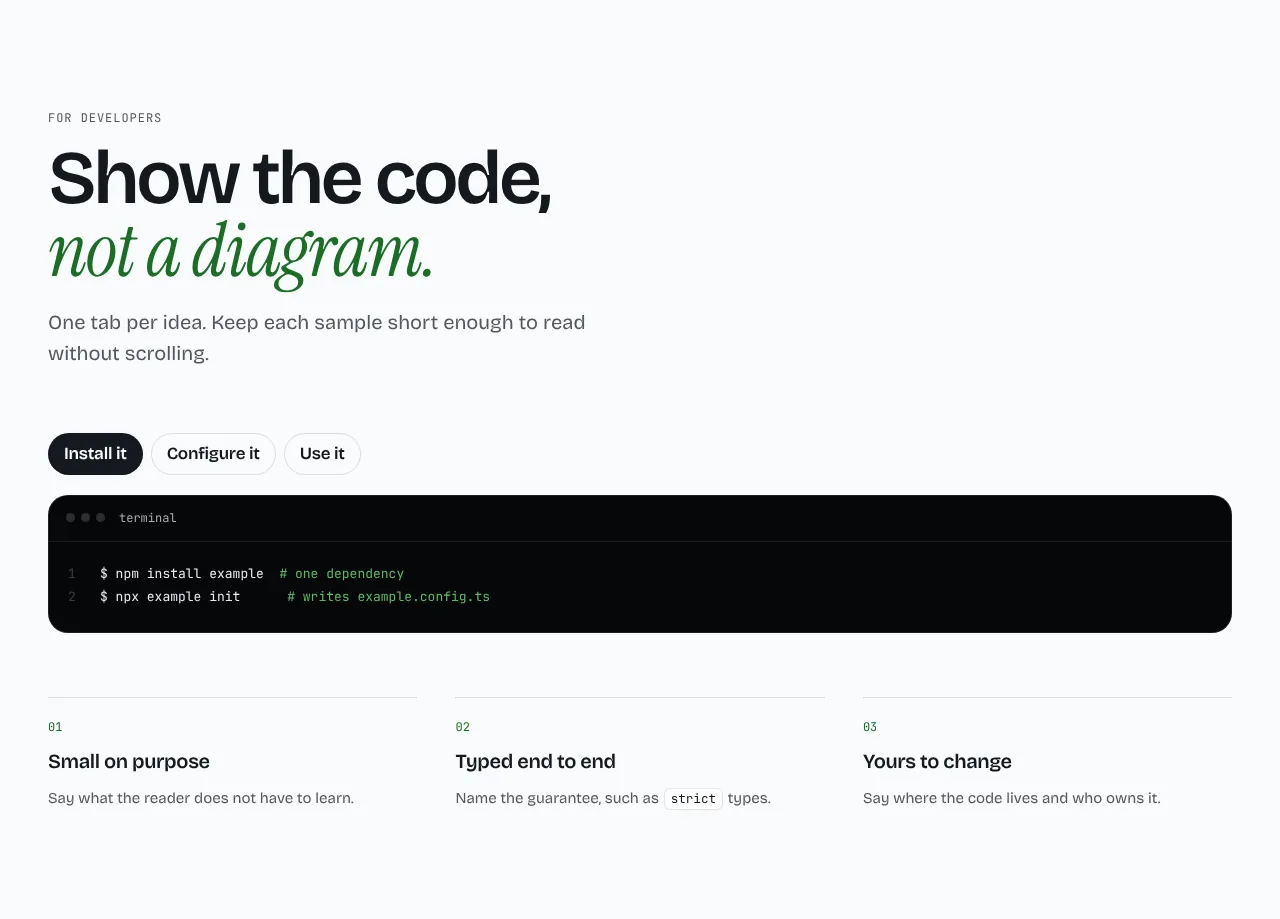 FOR DEVELOPERS
Show the code,
not a diagram.
One tab per idea. Keep each sample short enough to read
without scrolling.
Install it
Configure it
Use it
terminal
1 $ npm install example  # one dependency
2 $ npx example init      # writes example.config.ts
01
Small on purpose
Say what the reader does not have to learn.
02
Typed end to end
Name the guarantee, such as strict types.
03
Yours to change
Say where the code lives and who owns it.